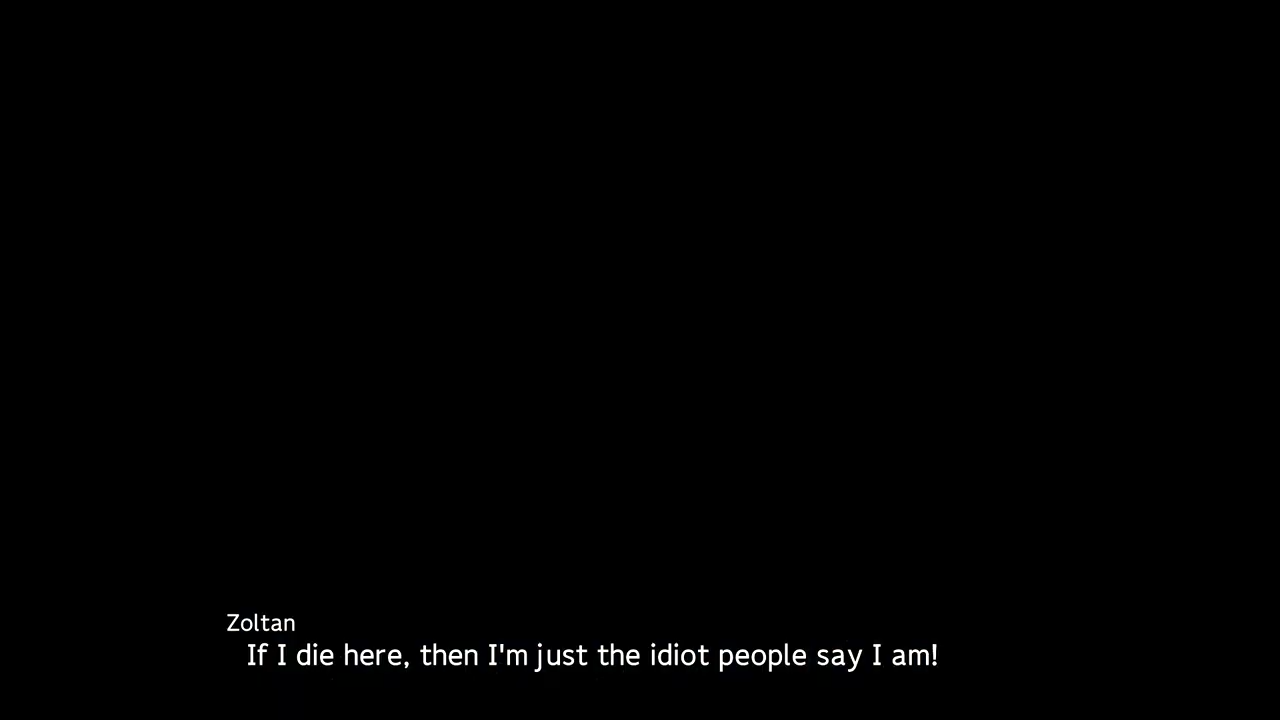 Zoltan
If I die here, then I'm just the idiot people say I am!